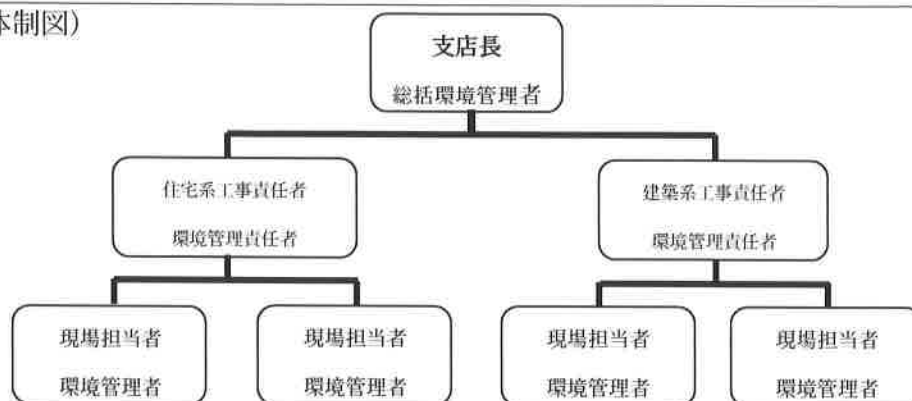 体制図）
支店長
総括環境管理者
住宅系工事責任者
環境管理責任者
建築系工事責任者
環境管理責任者
現場担当者
環境管理者
現場担当者
環境管理者
現場担当者
環境管理者
現場担当者
環境管理者